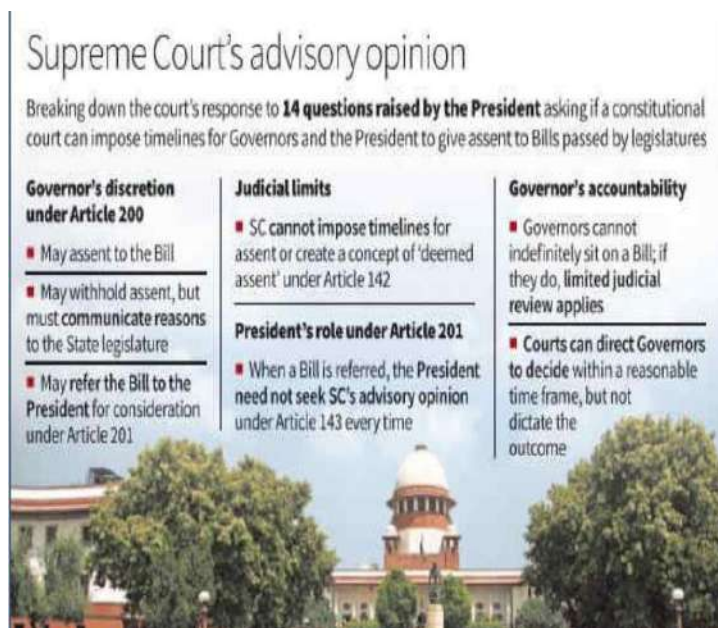 Supreme Court's advisory opinion
Breaking down the court's response to 14 questions raised by the President asking if a constitutional
court can impose timelines for Governors and the President to give assent to Bills passed by legislatures
Governor's discretion
under Article 200
■ May assent to the Bill
■ May withhold assent, but
must communicate reasons
to the State legislature
■ May refer the Bill to the
President for consideration
under Article 201
Judicial limits
■ SC cannot impose timelines for
assent or create a concept of 'deemed
assent' under Article 142
President's role under Article 201
■ When a Bill is referred, the President
need not seek SC's advisory opinion
under Article 143 every time
Governor's accountability
■ Governors cannot
indefinitely sit on a Bill; if
they do, limited judicial
review applies
■ Courts can direct Governors
to decide within a reasonable
time frame, but not
dictate the
outcome